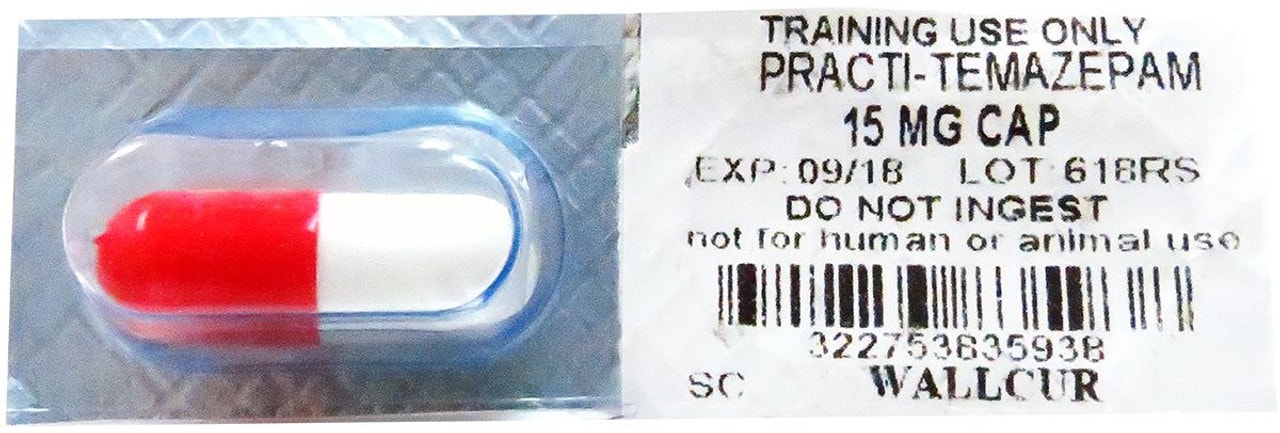 TRAINING USE ONLY
PRACTI-TEMAZEPAM
15 MG CAP
EXP: 09/18 LOT: 618RS
DO NOT INGEST
not for human or animal use
322753635938
SC WALLCUR